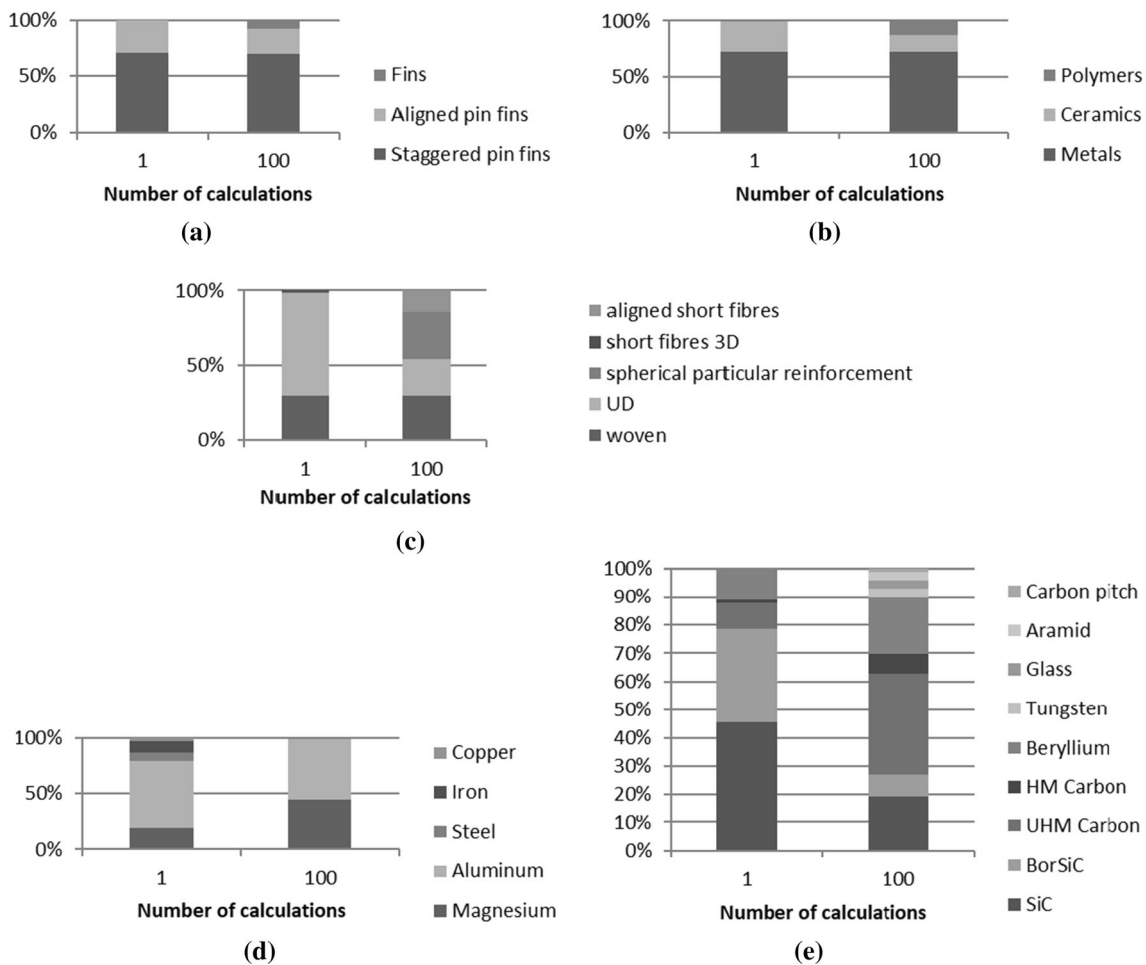 100%
50%
0%
1
100
Number of calculations
Fins
Aligned pin fins
Staggered pin fins
(a)
100%
50%
0%
1
100
Number of calculations
Polymers
Ceramics
Metals
(b)
100%
50%
0%
1
100
Number of calculations
aligned short fibres
short fibres 3D
spherical particular reinforcement
UD
woven
(c)
100%
50%
0%
1
100
Number of calculations
Copper
Iron
Steel
Aluminum
Magnesium
(d)
100%
90%
80%
70%
60%
50%
40%
30%
20%
10%
0%
1
100
Number of calculations
Carbon pitch
Aramid
Glass
Tungsten
Beryllium
HM Carbon
UHM Carbon
BorSiC
SiC
(e)